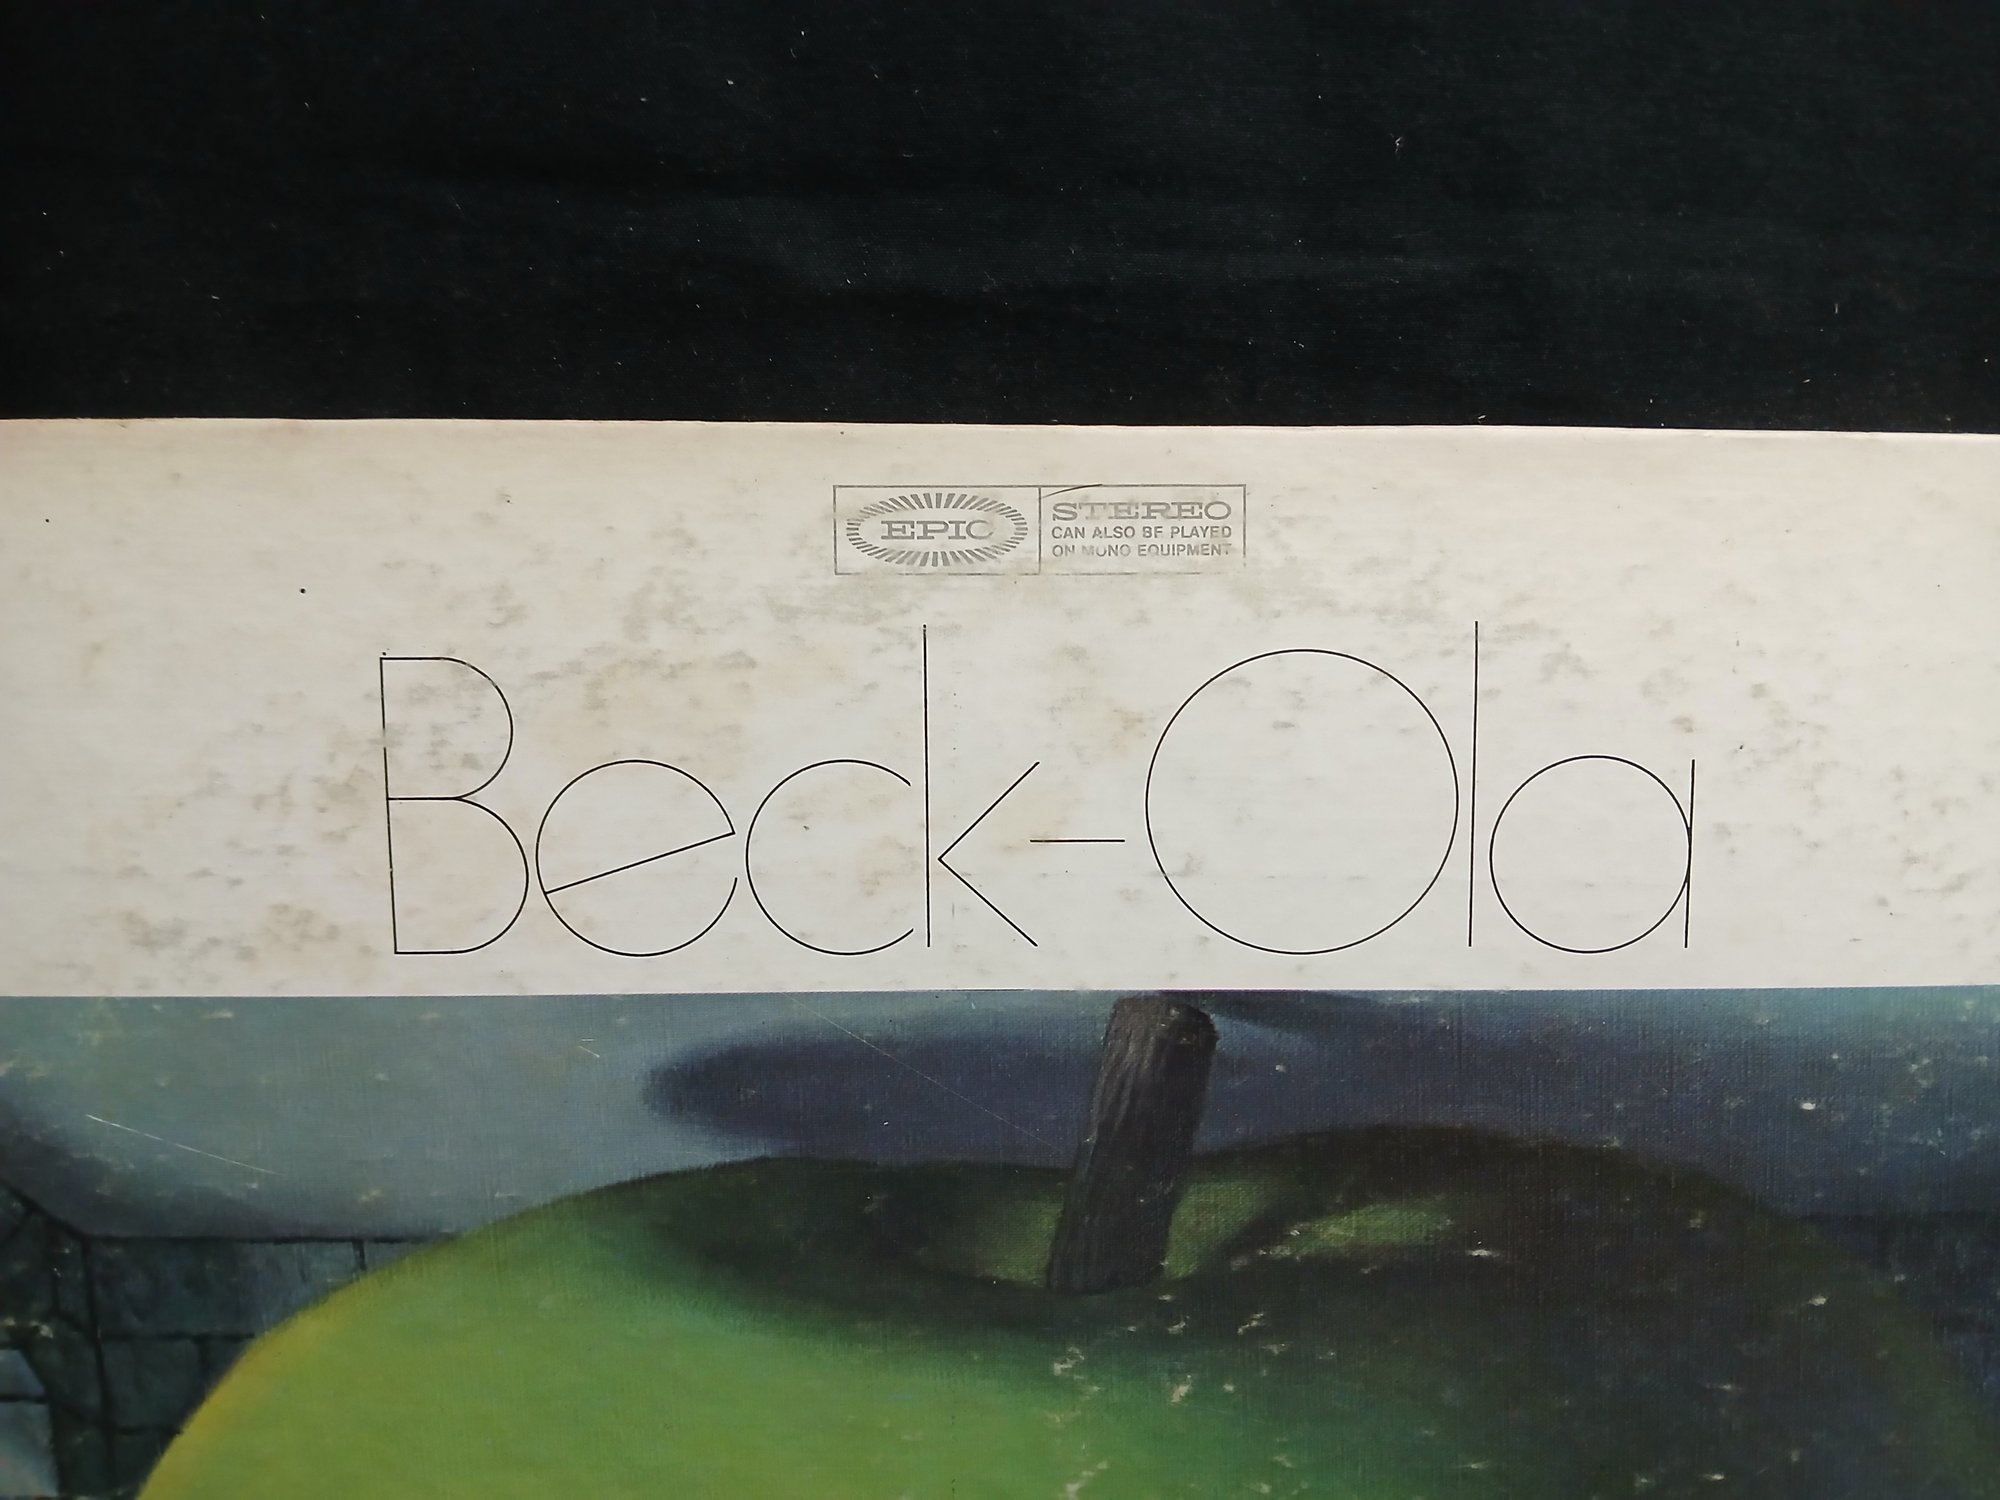 EPIC
STEREO
CAN ALSO BE PLAYED
ON MONO EQUIPMENT
Beck-Ola